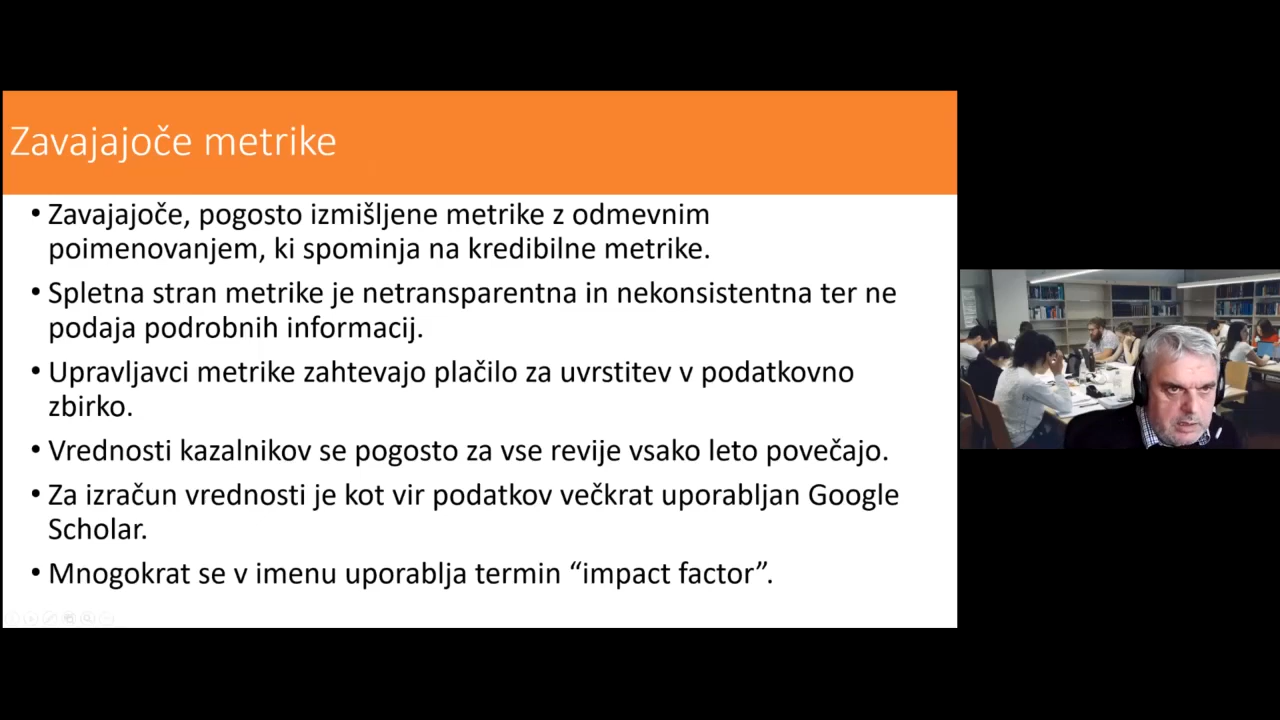 Zavajajoče metrike
• Zavajajoče, pogosto izmišljene metrike z odmevnim
poimenovanjem, ki spominja na kredibilne metrike.
• Spletna stran metrike je netransparentna in nekonsistentna ter ne
podaja podrobnih informacij.
• Upravljavci metrike zahtevajo plačilo za uvrstitev v podatkovno
zbirko.
• Vrednosti kazalnikov se pogosto za vse revije vsako leto povečajo.
• Za izračun vrednosti je kot vir podatkov večkrat uporabljan Google
Scholar.
• Mnogokrat se v imenu uporablja termin “impact factor”.